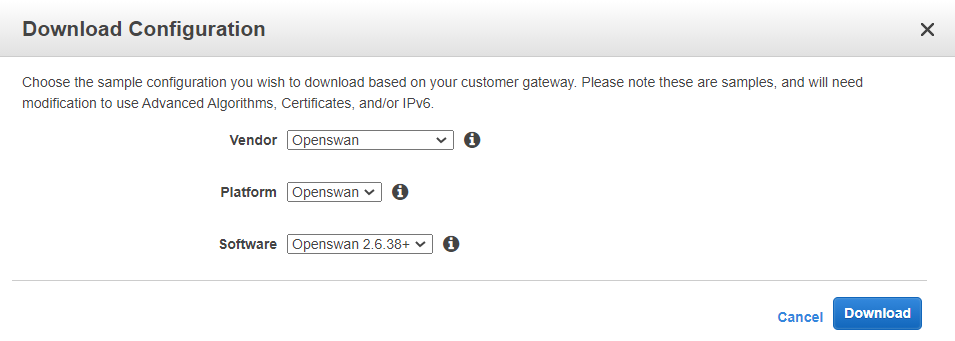 Download Configuration
Choose the sample configuration you wish to download based on your customer gateway. Please note these are samples, and will need
modification to use Advanced Algorithms, Certificates, and/or IPv6.
Vendor Openswan
Platform Openswan
Software Openswan 2.6.38+
Cancel Download